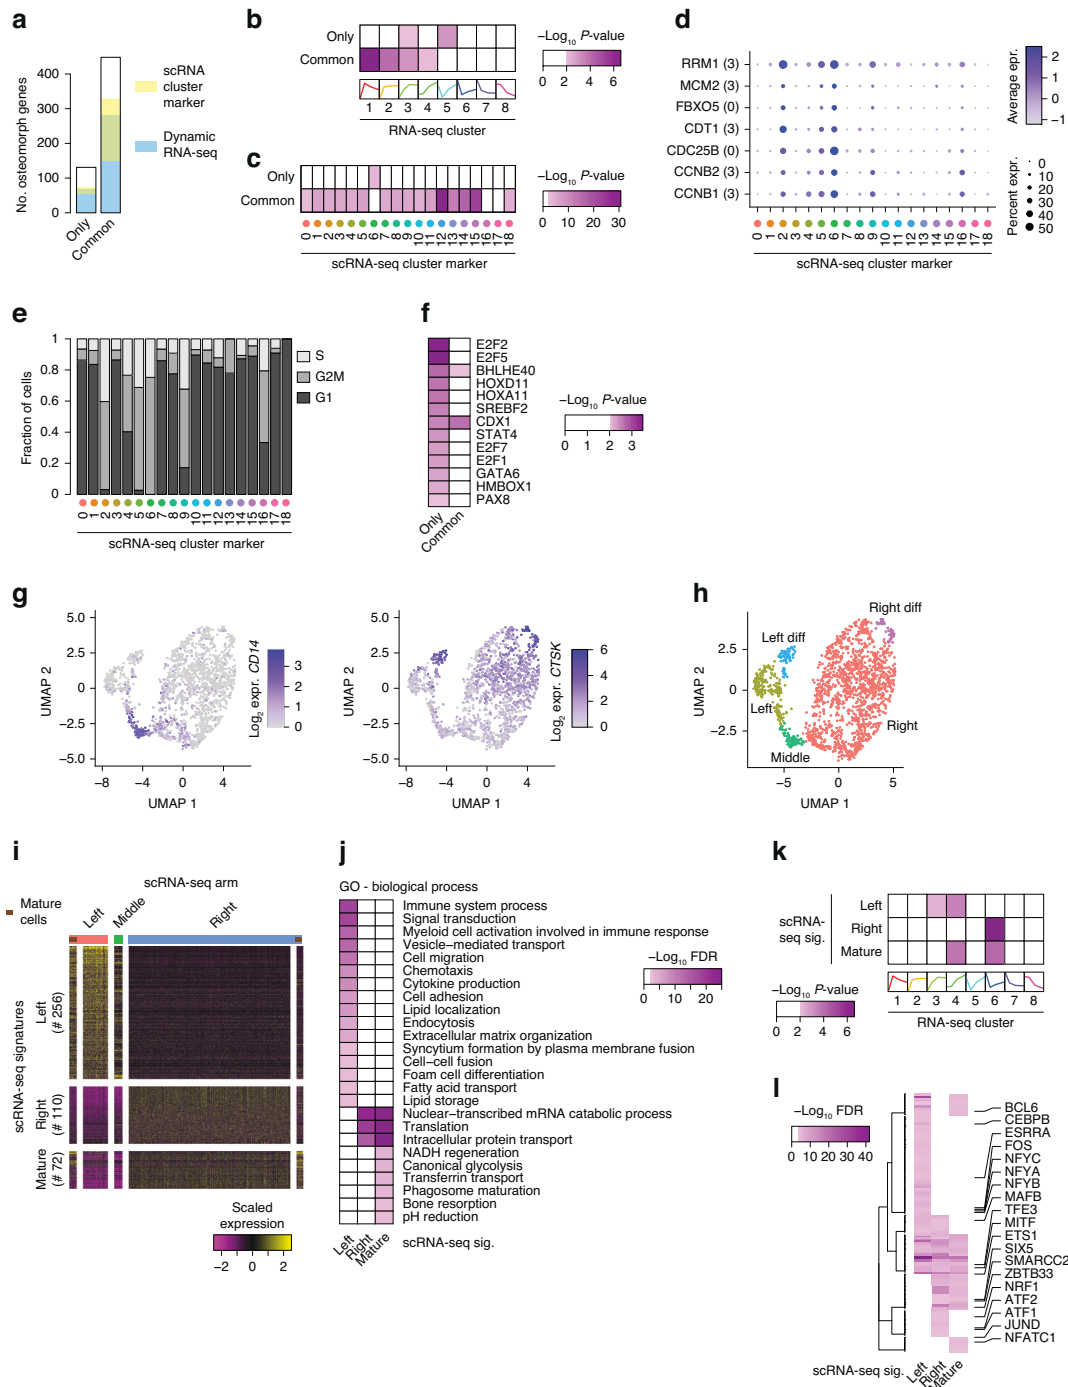 a
No. osteomorph genes
400
300
200
100
0
Only
Common
scRNA
cluster
marker
Dynamic
RNA-seq
b
Only
Common
1 2 3 4 5 6 7 8
RNA-seq cluster
−Log10 P-value
0 2 4 6
c
Only
Common
0 1 2 3 4 5 6 7 8 9 10 11 12 13 14 15 16 17 18
scRNA-seq cluster marker
−Log10 P-value
0 10 20 30
d
RRM1 (3)
MCM2 (3)
FBXO5 (0)
CDT1 (3)
CDC25B (0)
CCNB2 (3)
CCNB1 (3)
0 1 2 3 4 5 6 7 8 9 10 11 12 13 14 15 16 17 18
scRNA-seq cluster marker
Average epr.
2
1
0
−1
Percent expr.
0
10
20
30
40
50
e
Fraction of cells
1
0.8
0.6
0.4
0.2
0
S
G2M
G1
0 1 2 3 4 5 6 7 8 9 10 11 12 13 14 15 16 17 18
scRNA-seq cluster marker
f
E2F2
E2F5
BHLHE40
HOXD11
HOXA11
SREBF2
CDX1
STAT4
E2F7
E2F1
GATA6
HMBOX1
PAX8
Only
Common
−Log10 P-value
0 1 2 3
g
UMAP 2
5.0
2.5
0
−2.5
−5.0
−8 −4 0 4
UMAP 1
Log2 expr. CD14
3
2
1
0
UMAP 2
5.0
2.5
0
−2.5
−5.0
−8 −4 0 4
UMAP 1
Log2 expr. CTSK
6
4
2
0
h
UMAP 2
2.5
0
−2.5
−5 0 5
UMAP 1
Right diff
Left diff
Left
Right
Middle
i
scRNA-seq arm
Mature
cells
Left
Middle
Right
scRNA-seq signatures
Left
(# 256)
Right
(# 110)
Mature
(# 72)
Scaled
expression
−2 0 2
j
GO - biological process
Immune system process
Signal transduction
Myeloid cell activation involved in immune response
Vesicle−mediated transport
Cell migration
Chemotaxis
Cytokine production
Cell adhesion
Lipid localization
Endocytosis
Extracellular matrix organization
Syncytium formation by plasma membrane fusion
Cell−cell fusion
Foam cell differentiation
Fatty acid transport
Lipid storage
Nuclear−transcribed mRNA catabolic process
Translation
Intracellular protein transport
NADH regeneration
Canonical glycolysis
Transferrin transport
Phagosome maturation
Bone resorption
pH reduction
Left
Right
Mature
scRNA-seq sig.
−Log10 FDR
0 10 20
k
scRNA-
seq sig.
Left
Right
Mature
1 2 3 4 5 6 7 8
RNA-seq cluster
−Log10 P-value
0 2 4 6
l
−Log10 FDR
0 10 20 30 40
BCL6
CEBPB
ESRRA
FOS
NFYC
NFYA
NFYB
MAFB
TFE3
MITF
ETS1
SIX5
SMARCC2
ZBTB33
NRF1
ATF2
ATF1
JUND
NFATC1
scRNA-seq sig.
Left
Right
Mature